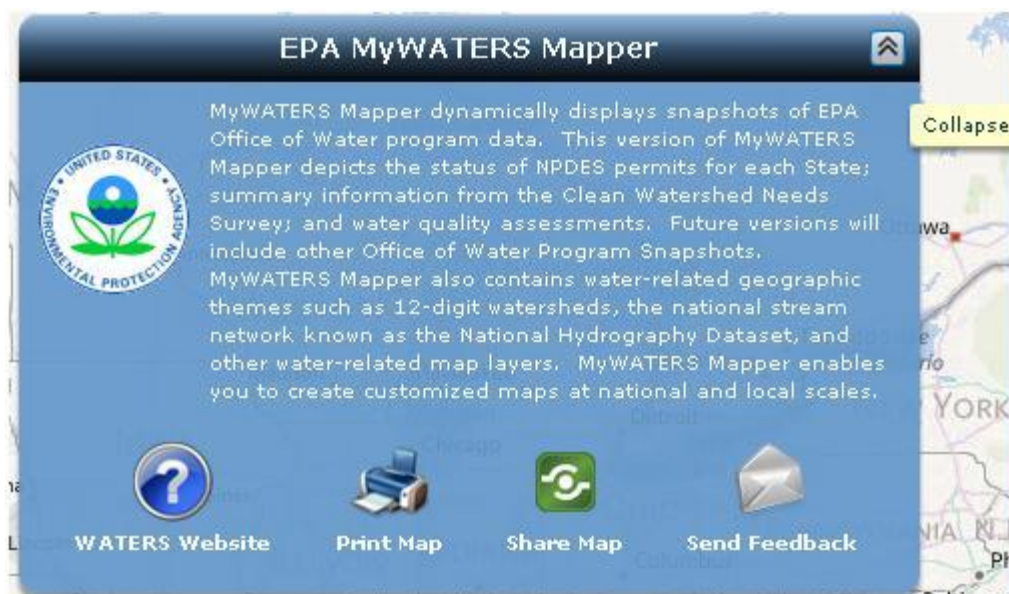 EPA MyWATERS Mapper
MyWATERS Mapper dynamically displays snapshots of EPA
Office of Water program data.  This version of MyWATERS
Mapper depicts the status of NPDES permits for each State;
summary information from the Clean Watershed Needs
Survey; and water quality assessments.  Future versions will
include other Office of Water Program Snapshots.
MyWATERS Mapper also contains water-related geographic
themes such as 12-digit watersheds, the national stream
network known as the National Hydrography Dataset, and
other water-related map layers.  MyWATERS Mapper enables
you to create customized maps at national and local scales.
UNITED STATES
ENVIRONMENTAL PROTECTION AGENCY
Collapse
WATERS Website
Print Map
Share Map
Send Feedback
YORK
Detroit
Chicago
Columbus
N.J.